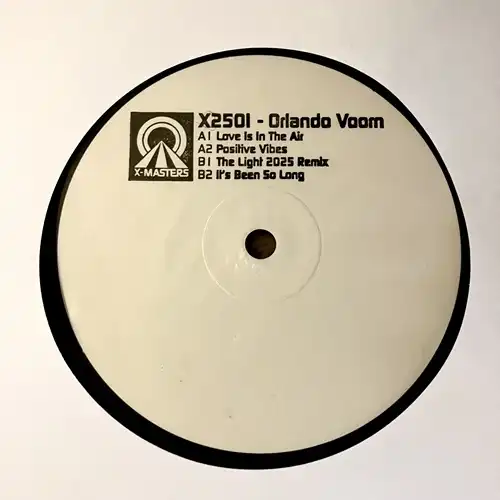 X2501 - Orlando Voorn
A1 Love Is In The Air
A2 Positive Vibes
B1 The Light 2025 Remix
B2 It's Been So Long
X-MASTERS